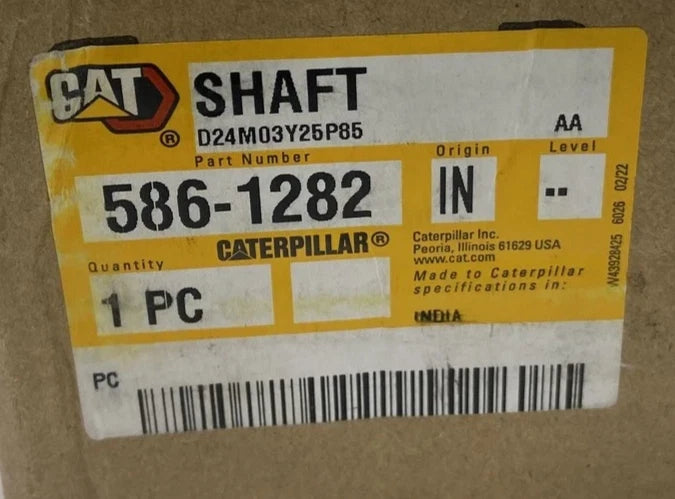 CAT
®
SHAFT
D24M03Y25P85
AA
Part Number
586-1282
Origin
IN
Level
--
CATERPILLAR®
Quantity
1 PC
Caterpillar Inc.
Peoria, Illinois 61629 USA
www.cat.com
Made to Caterpillar
specifications in:
INDIA
W43928425 6026 02/22
PC